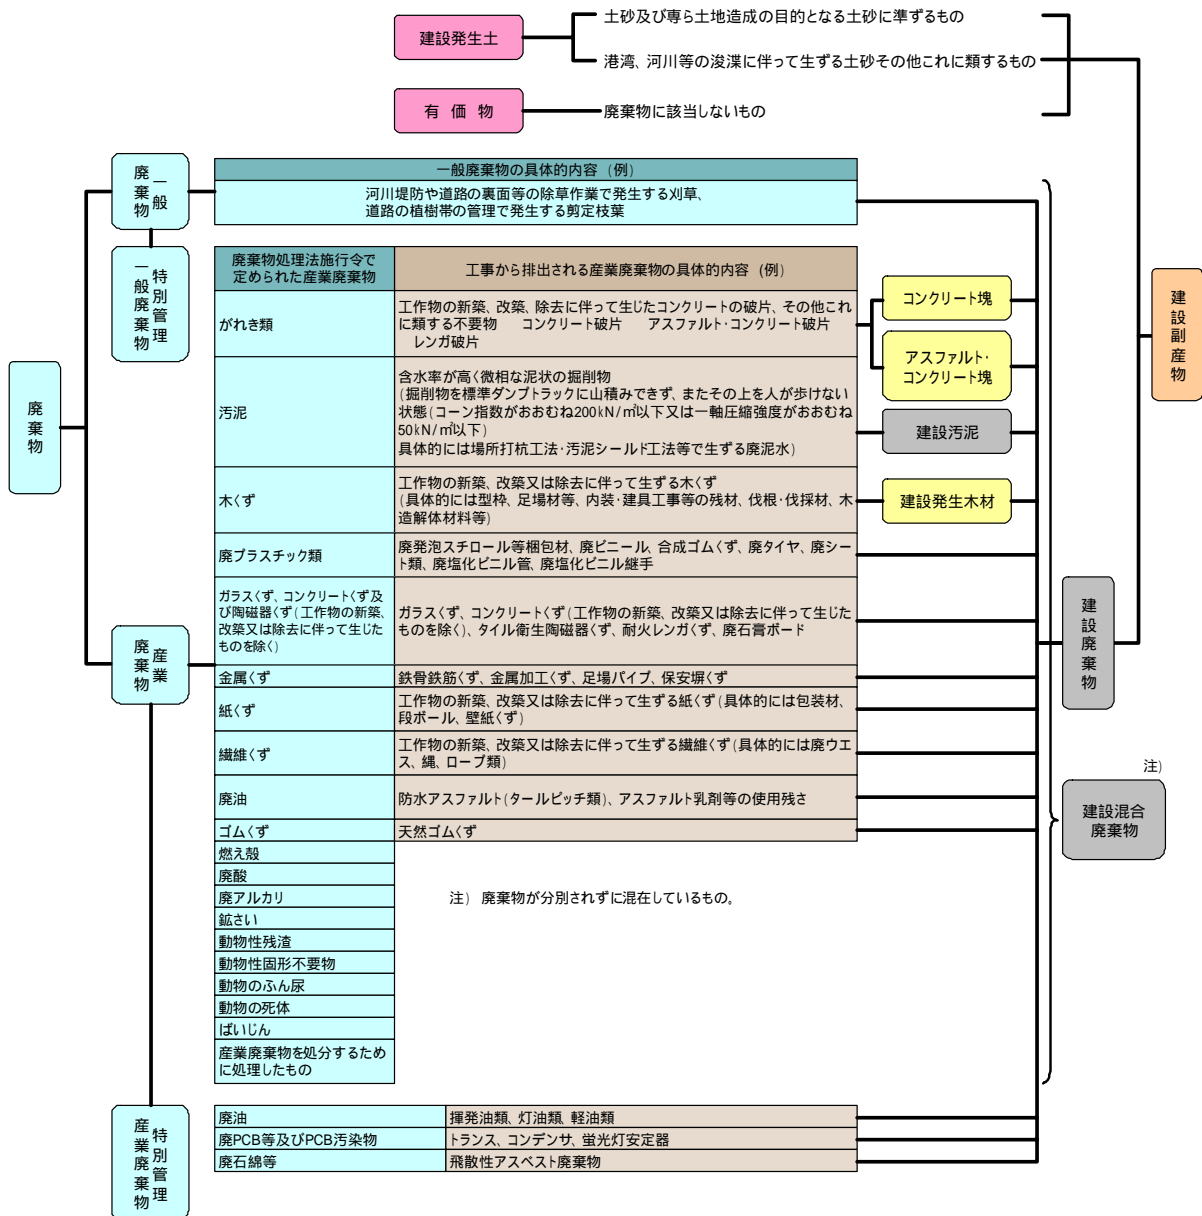 建設発生土
土砂及び専ら土地造成の目的となる土砂に準ずるもの
港湾、河川等の浚渫に伴って生ずる土砂その他これに類するもの
有価物
廃棄物に該当しないもの
一般廃棄物
一般廃棄物の具体的内容（例）
河川堤防や道路の裏面等の除草作業で発生する刈草、
道路の植樹帯の管理で発生する剪定枝葉
特別管理一般廃棄物
廃棄物処理法施行令で
定められた産業廃棄物
工事から排出される産業廃棄物の具体的内容（例）
がれき類
工作物の新築、改築、除去に伴って生じたコンクリートの破片、その他これ
に類する不要物　　コンクリート破片　　アスファルト・コンクリート破片
レンガ破片
コンクリート塊
アスファルト・
コンクリート塊
建設副産物
廃棄物
汚泥
含水率が高く微相な泥状の掘削物
(掘削物を標準ダンプトラックに山積みできず、またその上を人が歩けない
状態(コーン指数がおおむね200kN/㎡以下又は一軸圧縮強度がおおむね
50kN/㎡以下)
具体的には場所打杭工法・汚泥シールド工法等で生ずる廃泥水)
建設汚泥
木くず
工作物の新築、改築又は除去に伴って生ずる木くず
(具体的には型枠、足場材等、内装・建具工事等の残材、伐根・伐採材、木
造解体材料等)
建設発生木材
廃プラスチック類
廃発泡スチロール等梱包材、廃ビニール、合成ゴムくず、廃タイヤ、廃シー
ト類、廃塩化ビニル管、廃塩化ビニル継手
ガラスくず、コンクリートくず及
び陶磁器くず(工作物の新築、
改築又は除去に伴って生じた
ものを除く)
ガラスくず、コンクリートくず(工作物の新築、改築又は除去に伴って生じた
ものを除く)、タイル衛生陶磁器くず、耐火レンガくず、廃石膏ボード
建設廃棄物
産業廃棄物
金属くず
鉄骨鉄筋くず、金属加工くず、足場パイプ、保安塀くず
紙くず
工作物の新築、改築又は除去に伴って生ずる紙くず(具体的には包装材、
段ボール、壁紙くず)
繊維くず
工作物の新築、改築又は除去に伴って生ずる繊維くず(具体的には廃ウエ
ス、縄、ロープ類)
注)
建設混合
廃棄物
廃油
防水アスファルト(タールピッチ類)、アスファルト乳剤等の使用残さ
ゴムくず
天然ゴムくず
燃え殻
廃酸
廃アルカリ
注）廃棄物が分別されずに混在しているもの。
鉱さい
動物性残渣
動物性固形不要物
動物のふん尿
動物の死体
ばいじん
産業廃棄物を処分するため
に処理したもの
特別管理産業廃棄物
廃油
揮発油類、灯油類、軽油類
廃PCB等及びPCB汚染物
トランス、コンデンサ、蛍光灯安定器
廃石綿等
飛散性アスベスト廃棄物